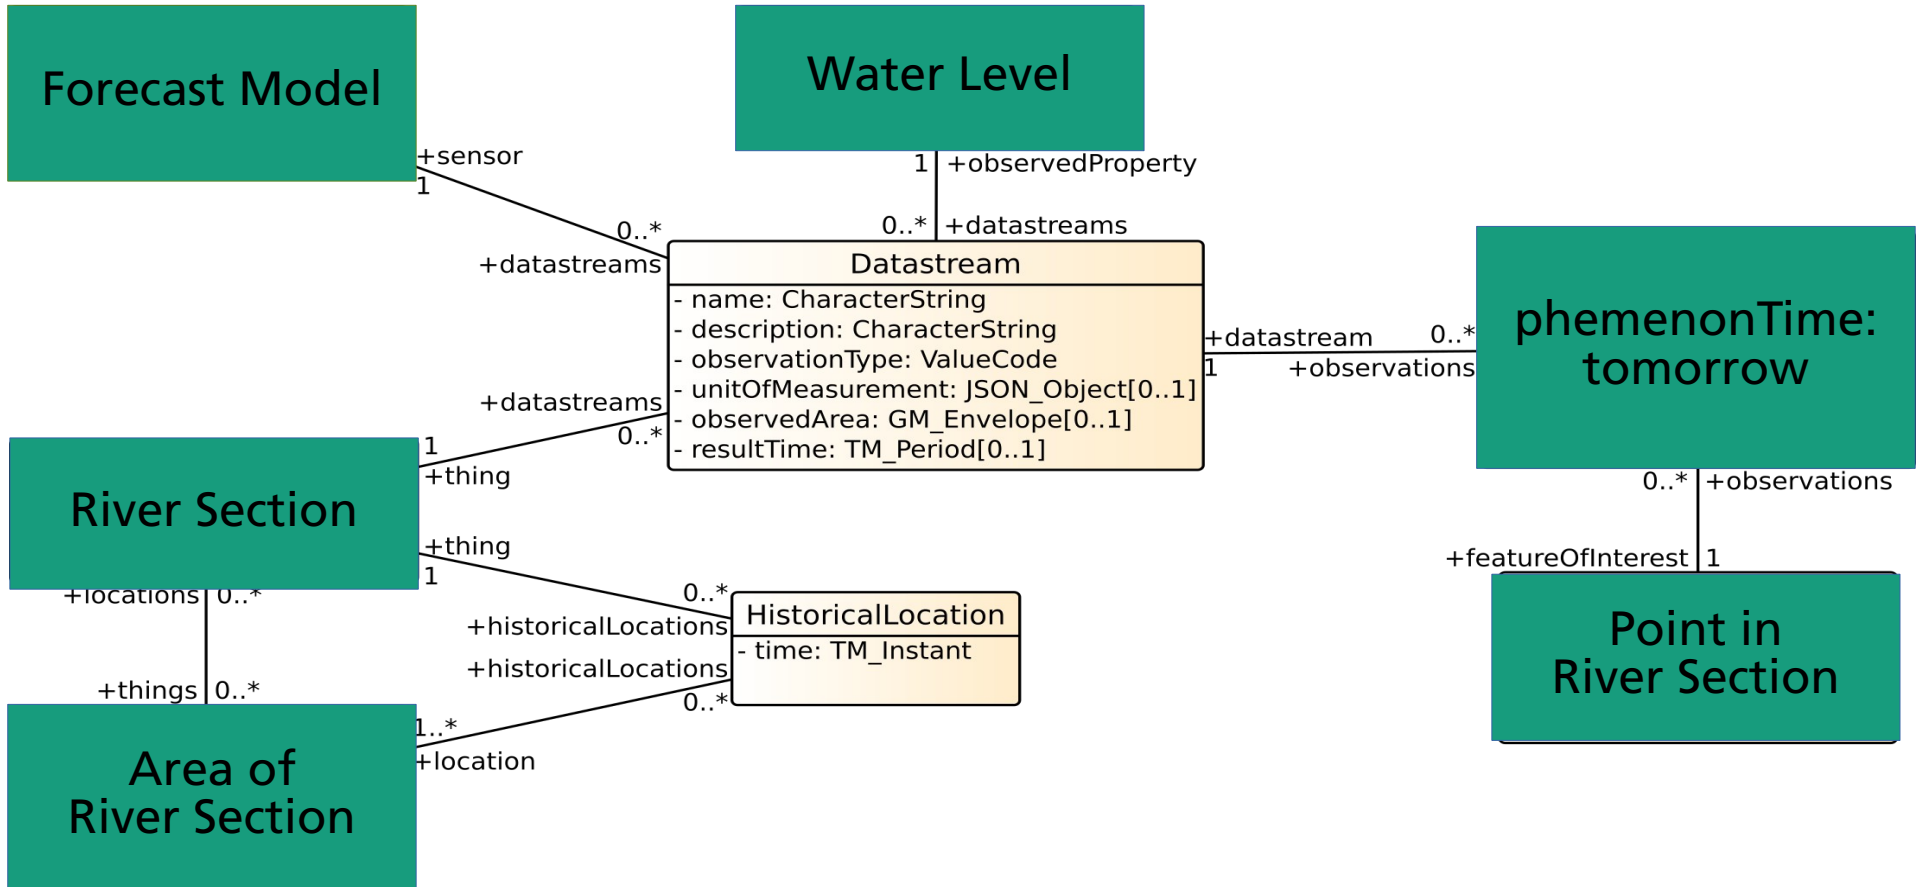 Forecast Model
Water Level
+sensor
1
1 +observedProperty
0..*
0..* +datastreams
+datastreams
Datastream
- name: CharacterString
- description: CharacterString
- observationType: ValueCode
- unitOfMeasurement: JSON_Object[0..1]
- observedArea: GM_Envelope[0..1]
- resultTime: TM_Period[0..1]
+datastream
1
0..*
+observations
phemenonTime:
tomorrow
+datastreams
0..*
1
+thing
River Section
0..* +observations
+featureOfInterest 1
+thing
1
+locations 0..*
0..*
+historicalLocations
HistoricalLocation
- time: TM_Instant
+historicalLocations
0..*
Point in
River Section
+things 0..*
1..*
+location
Area of
River Section